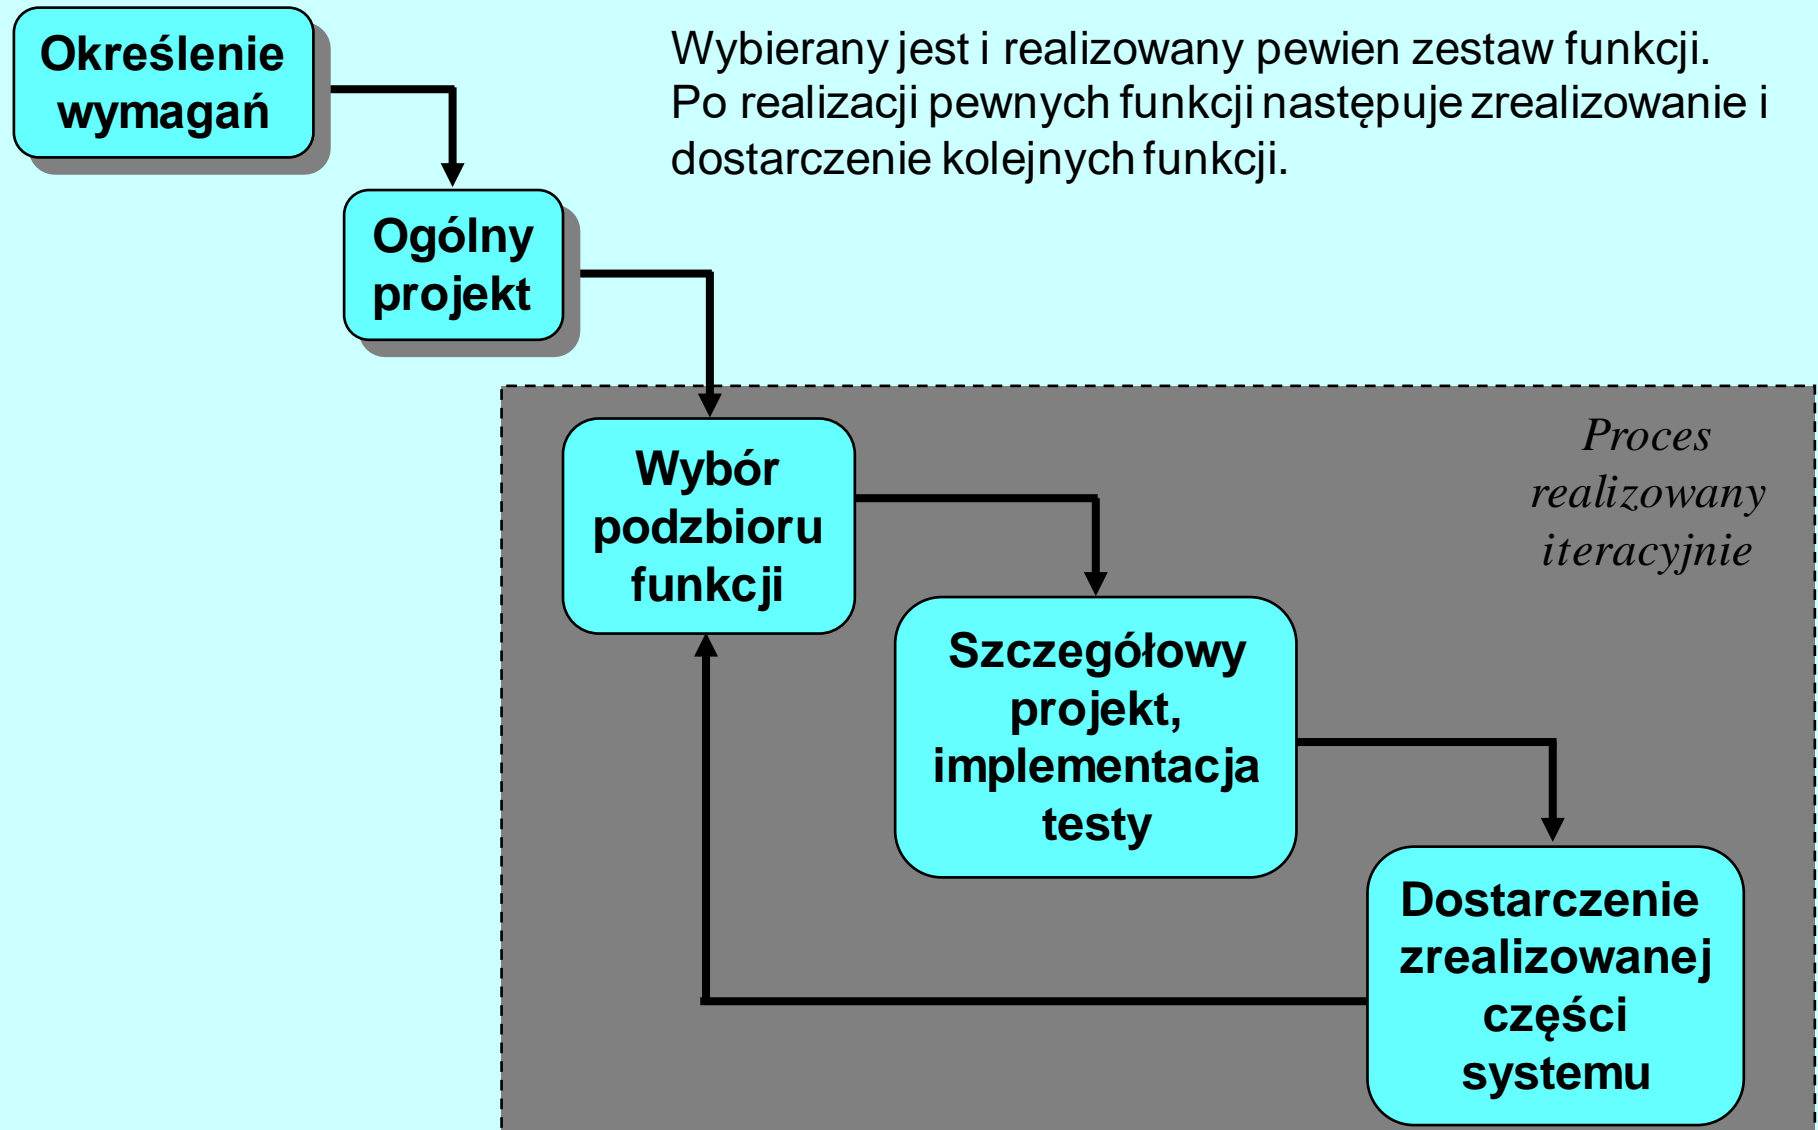 Określenie
wymagań
Wybierany jest i realizowany pewien zestaw funkcji.
Po realizacji pewnych funkcji następuje zrealizowanie i
dostarczenie kolejnych funkcji.
Ogólny
projekt
Proces
realizowany
iteracyjnie
Wybór
podzbioru
funkcji
Szczegółowy
projekt,
implementacja
testy
Dostarczenie
zrealizowanej
części
systemu